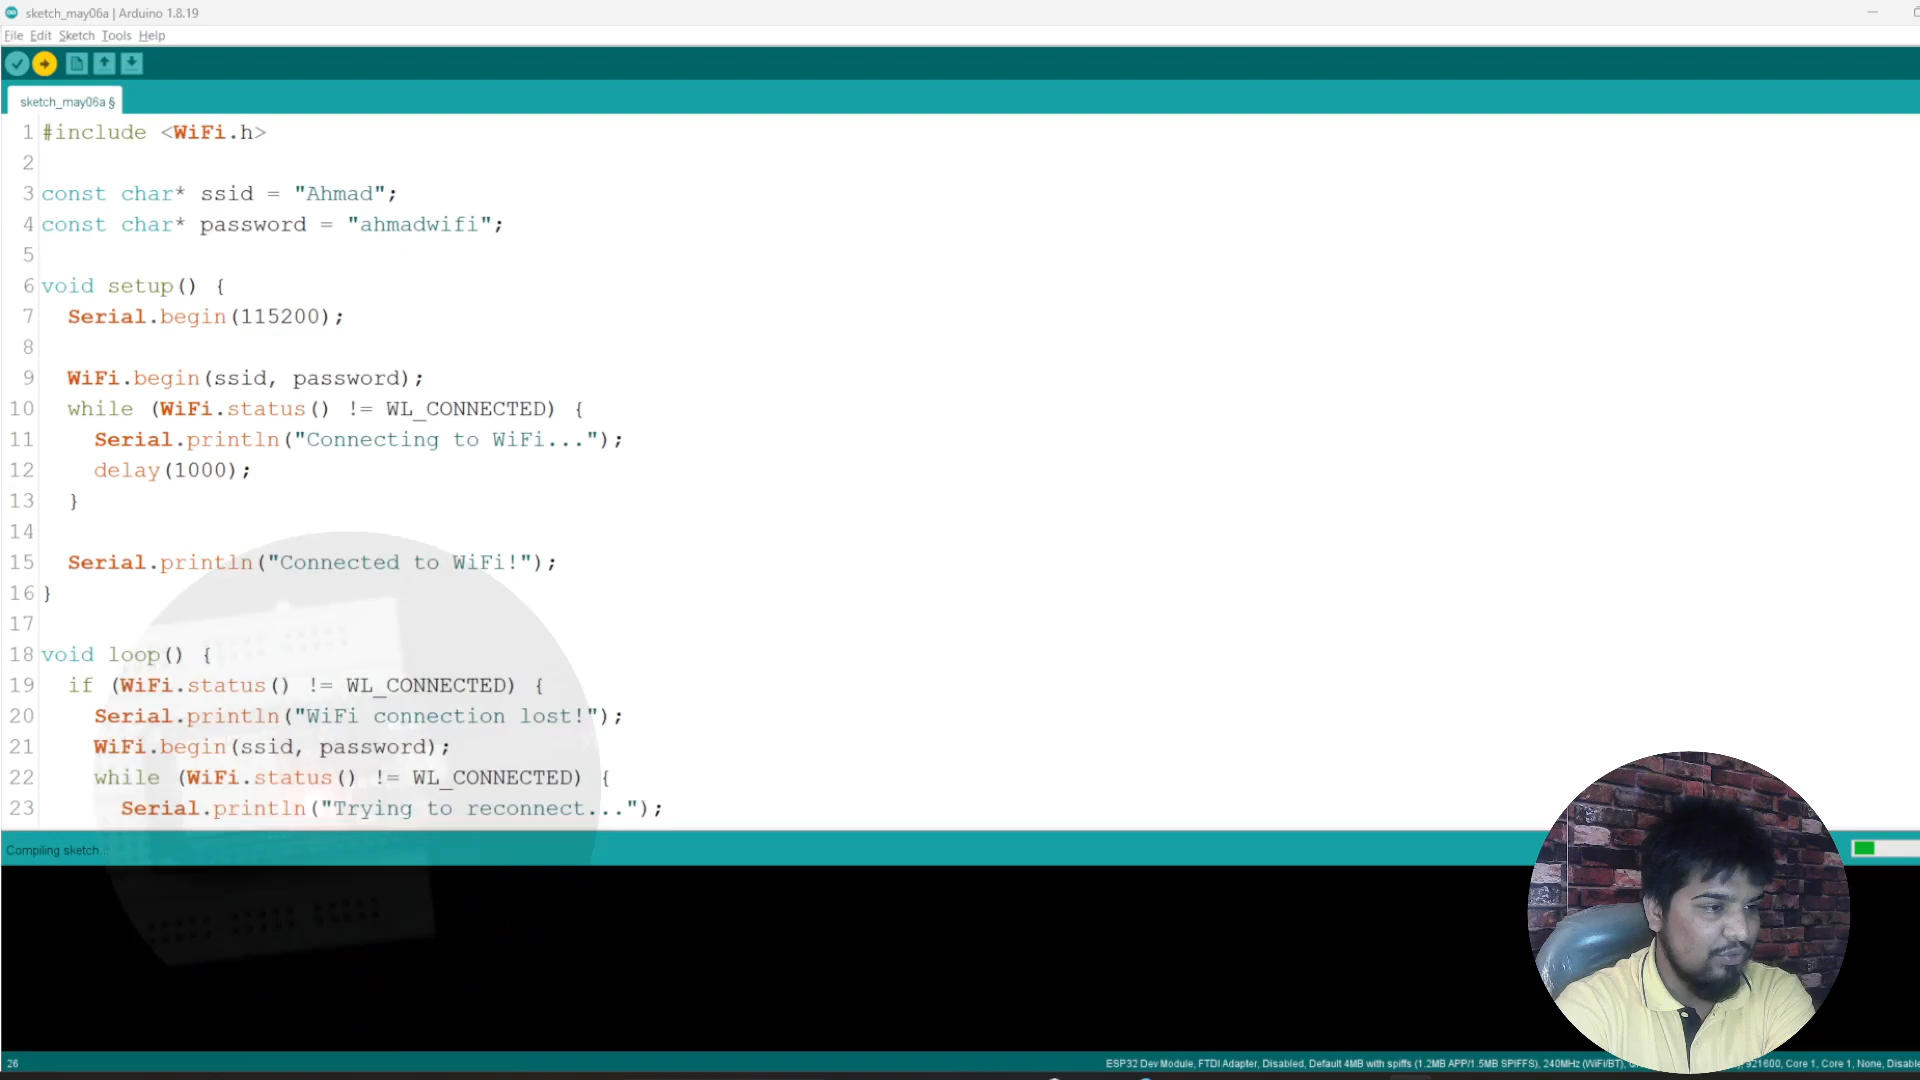 sketch_may06a | Arduino 1.8.19
File Edit Sketch Tools Help
sketch_may06a §
1 #include <WiFi.h>
2
3 const char* ssid = "Ahmad";
4 const char* password = "ahmadwifi";
5
6 void setup() {
7 Serial.begin(115200);
8
9 WiFi.begin(ssid, password);
10 while (WiFi.status() != WL_CONNECTED) {
11 Serial.println("Connecting to WiFi...");
12 delay(1000);
13 }
14
15 Serial.println("Connected to WiFi!");
16 }
17
18 void loop() {
19 if (WiFi.status() != WL_CONNECTED) {
20 Serial.println("WiFi connection lost!");
21 WiFi.begin(ssid, password);
22 while (WiFi.status() != WL_CONNECTED) {
23 Serial.println("Trying to reconnect...");
Compiling sketch...
26 ESP32 Dev Module, FTDI Adapter, Disabled, Default 4MB with spiffs (1.2MB APP/1.5MB SPIFFS), 240MHz (WiFi/BT), 921600, Core 1, Core 1, None, Disable